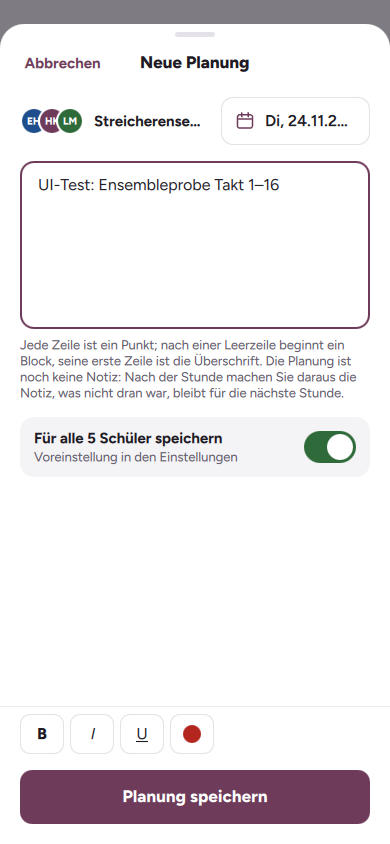 Abbrechen
Neue Planung
EH HK LM Streicherense... Di, 24.11.2...
UI-Test: Ensembleprobe Takt 1–16
Jede Zeile ist ein Punkt; nach einer Leerzeile beginnt ein
Block, seine erste Zeile ist die Überschrift. Die Planung ist
noch keine Notiz: Nach der Stunde machen Sie daraus die
Notiz, was nicht dran war, bleibt für die nächste Stunde.
Für alle 5 Schüler speichern
Voreinstellung in den Einstellungen
B I U
Planung speichern